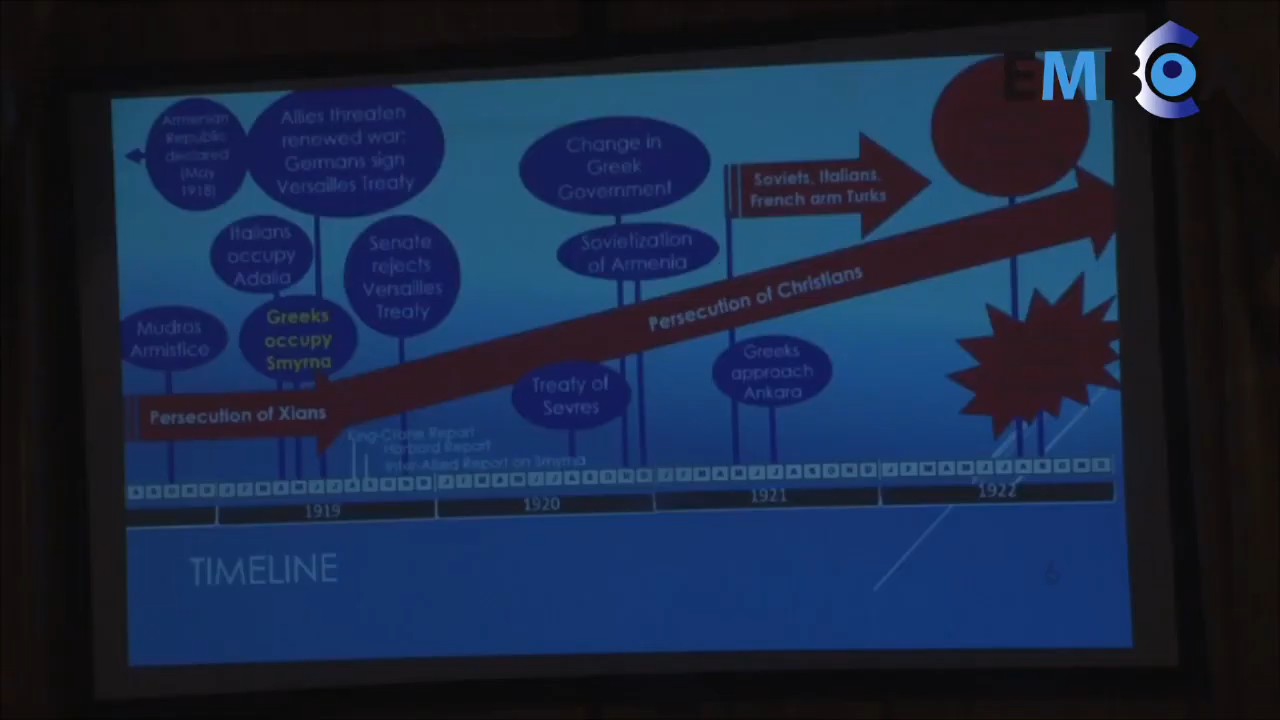 EM
Armenian
Republic
declared
(May
1918)
Allies threaten
renewed war;
Germans sign
Versailles Treaty
Change in
Greek
Government
Soviets, Italians,
French arm Turks
Italians
occupy
Adalia
Senate
rejects
Versailles
Treaty
Sovietization
of Armenia
Mudros
Armistice
Greeks
occupy
Smyrna
Persecution of Christians
Greeks
approach
Ankara
Treaty of
Sevres
Persecution of Xians
King-Crane Report
Harbord Report
Inter-Allied Report on Smyrna
A S O N D J F M A M J J A S O N D J F M A M J J A S O N D J F M A M J J A S O N D J F M A M J J A S O N D
1919
1920
1921
1922
TIMELINE
6